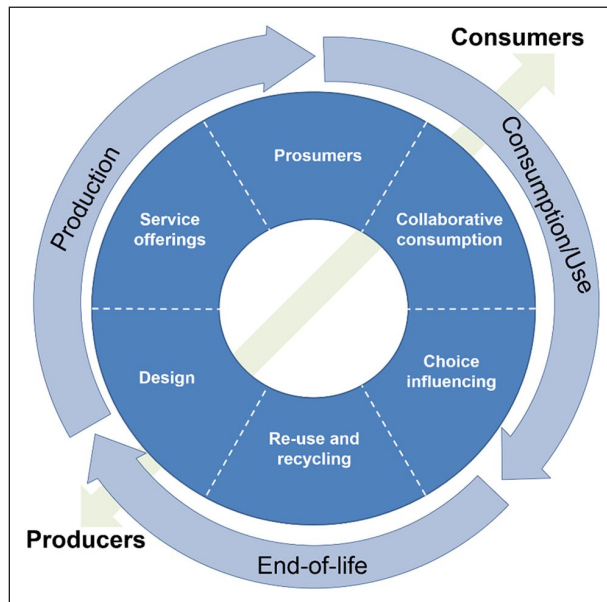 Consumers
Production
Consumption/Use
Prosumers
Service
offerings
Collaborative
consumption
Design
Choice
influencing
Re-use and
recycling
Producers
End-of-life